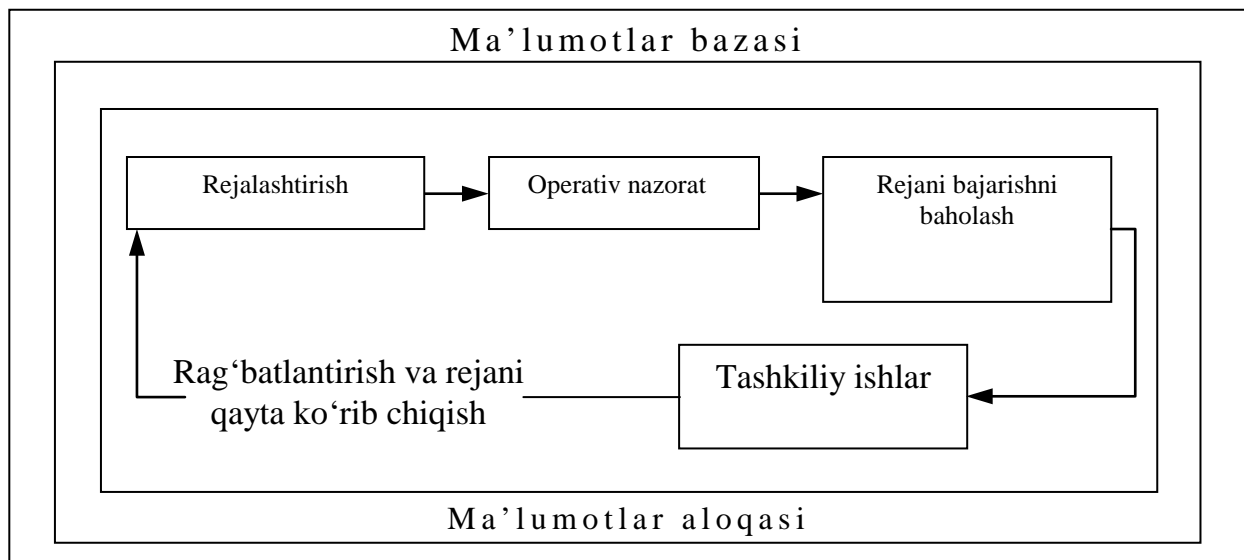 Ma’lumotlar bazasi
Rejalashtirish
Operativ nazorat
Rejani bajarishni
baholash
Rag‘batlantirish va rejani
qayta ko‘rib chiqish
Tashkiliy ishlar
Ma’lumotlar aloqasi